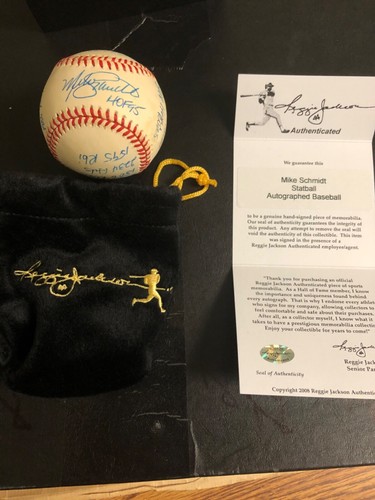 Mike Schmidt
HOF 95
1595 Rbi
Reggie Jackson
Reggie Jackson
Authenticated
We guarantee this
Mike Schmidt
Statball
Autographed Baseball
to be a genuine hand-signed piece of memorabilia.
Our seal of authenticity guarantees the integrity of
this product. Any attempt to remove the seal will
void the authenticity of this collectible. This item
was signed in the presence of a
Reggie Jackson Authenticated employee/agent.
"Thank you for purchasing an official
Reggie Jackson Authenticated piece of sports
memorabilia. As a Hall of Fame member, I know
the importance and uniqueness found behind
every autograph. That is why I endorse every
who signs for my company, allowing collectors to
feel comfortable and safe about their purchases.
After all, as a collector myself, I know what it
takes to have a prestigious memorabilia
Enjoy your collectible for years to come!"
Reggie
Senior
Seal of Authenticity
Copyright 2008 Reggie Jackson